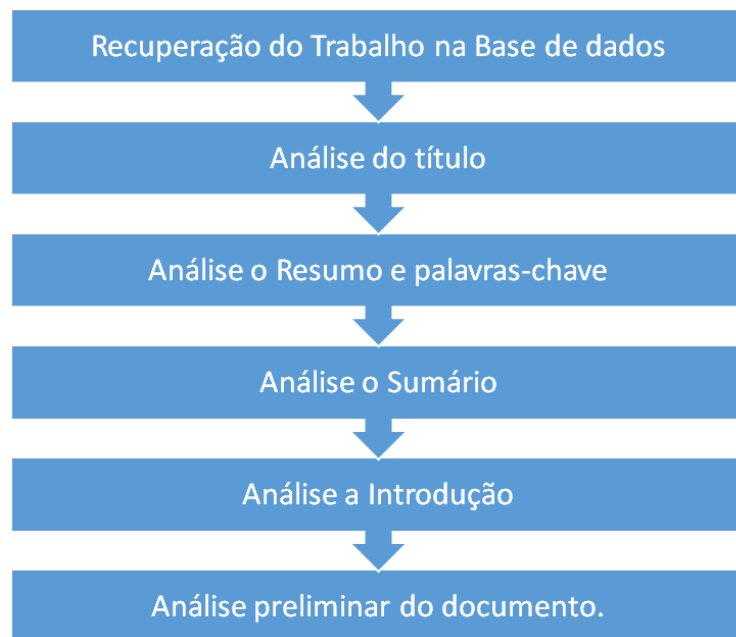 Recuperação do Trabalho na Base de dados
Análise do título
Análise o Resumo e palavras-chave
Análise o Sumário
Análise a Introdução
Análise preliminar do documento.